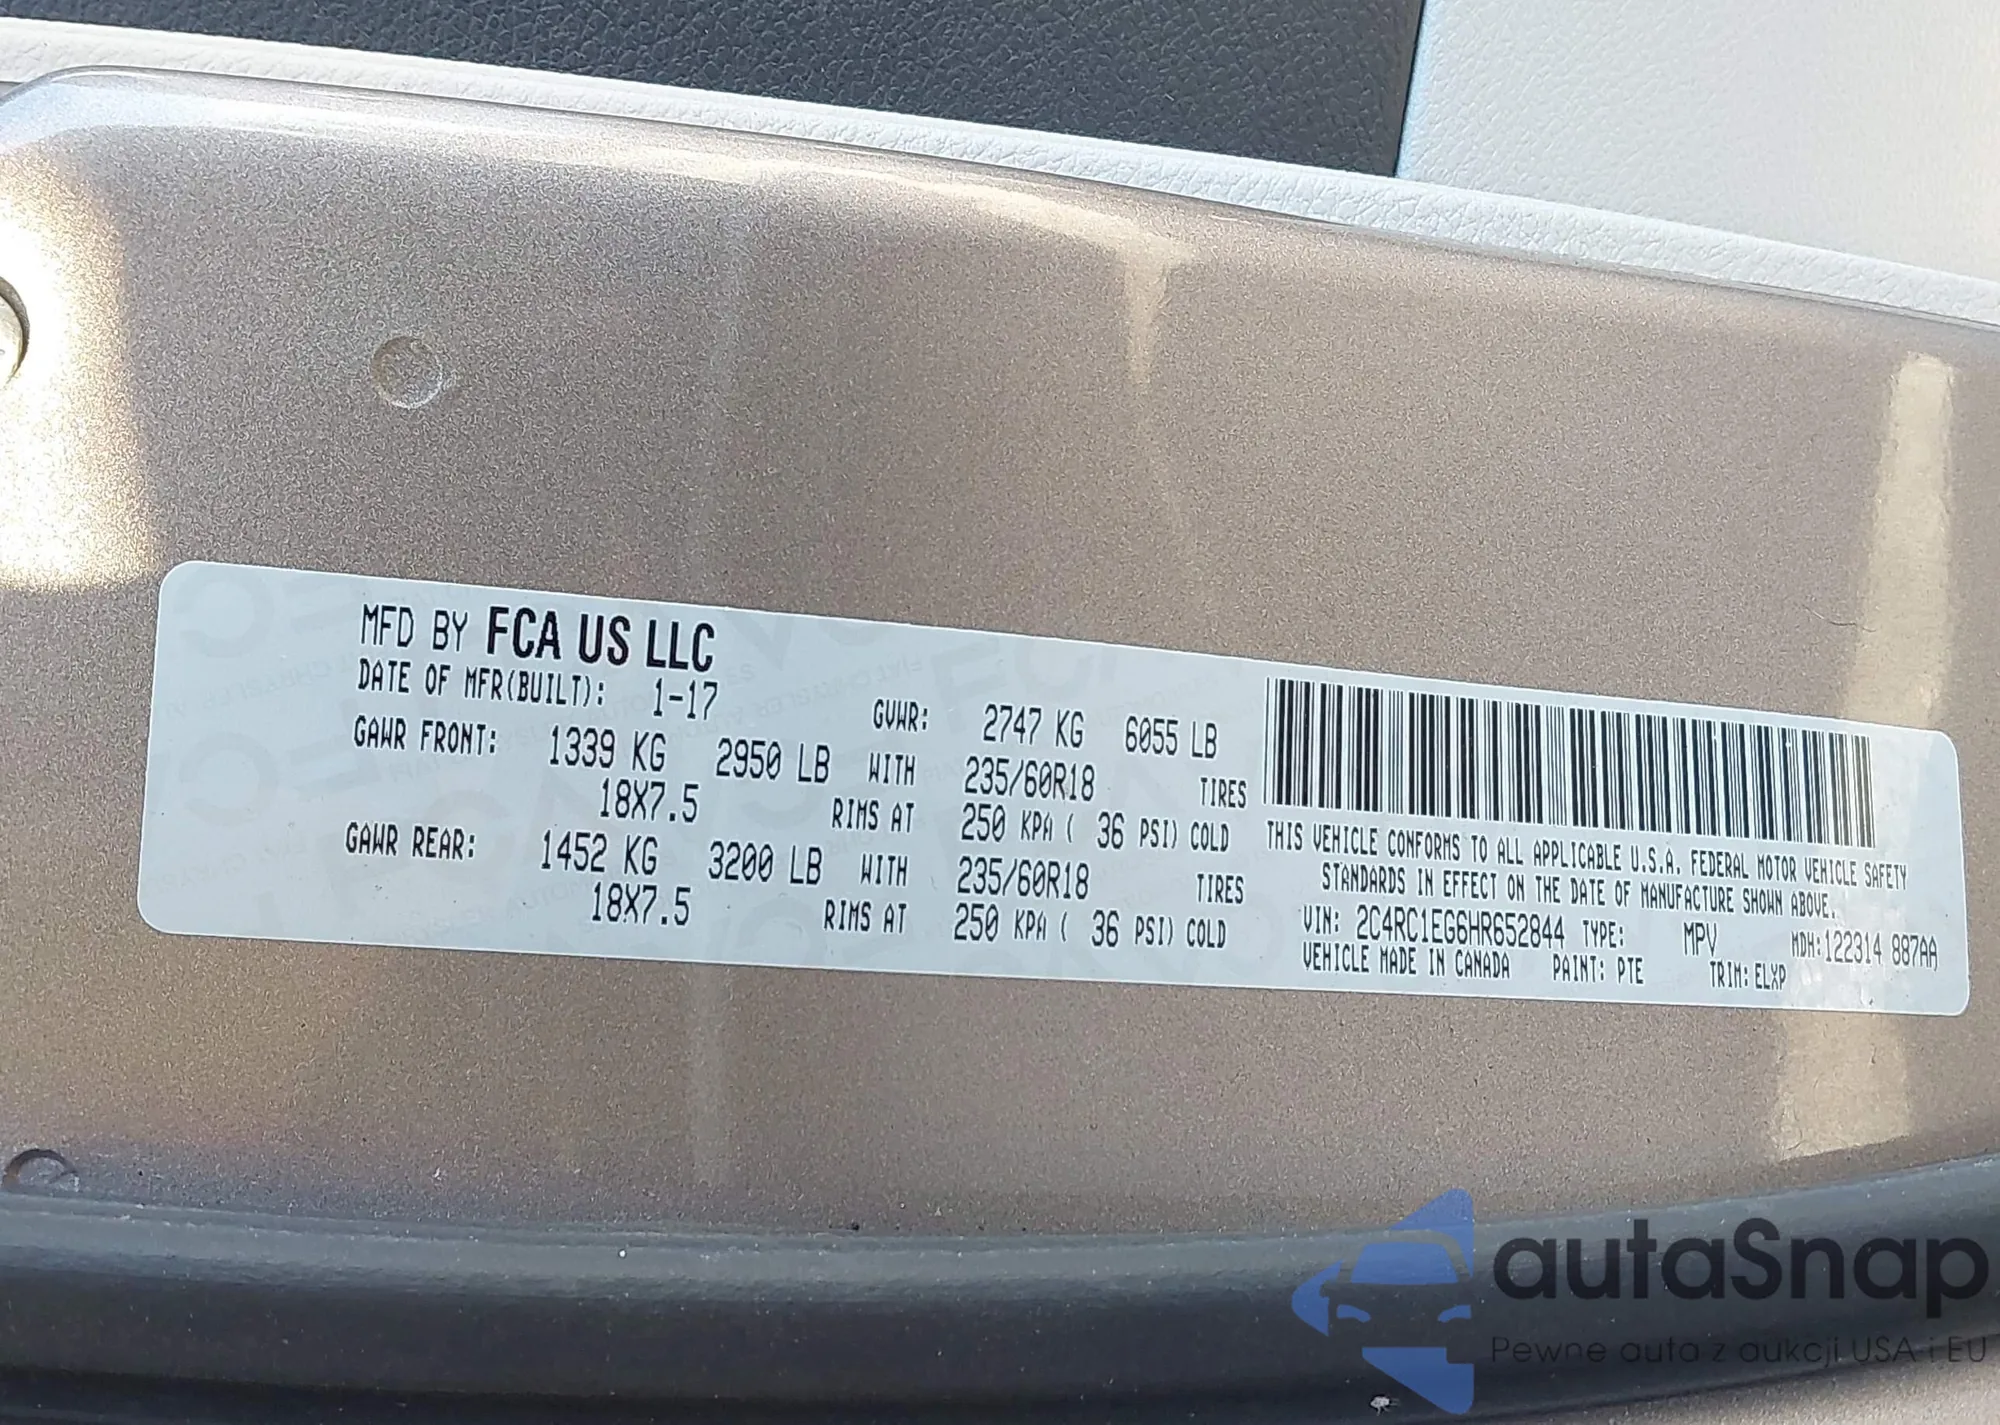 MFD BY FCA US LLC
DATE OF MFR(BUILT): 1-17 GVWR: 2747 KG 6055 LB
GAWR FRONT: 1339 KG 2950 LB WITH 235/60R18 TIRES
18X7.5 RIMS AT 250 KPA ( 36 PSI) COLD
GAWR REAR: 1452 KG 3200 LB WITH 235/60R18 TIRES
18X7.5 RIMS AT 250 KPA ( 36 PSI) COLD
THIS VEHICLE CONFORMS TO ALL APPLICABLE U.S.A. FEDERAL MOTOR VEHICLE SAFETY
STANDARDS IN EFFECT ON THE DATE OF MANUFACTURE SHOWN ABOVE.
VIN: 2C4RC1EG6HR652844 TYPE: MPV MDH:122314 887AA
VEHICLE MADE IN CANADA PAINT: PTE TRIM: ELXP
autaSnap
Pewne auta z aukcji USA i EU